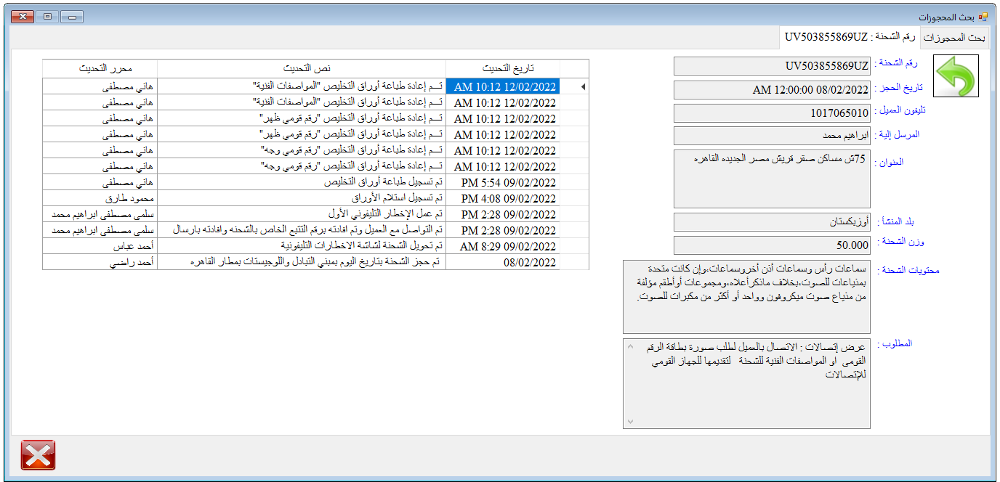 بحث المحجوزات
بحث المحجوزات
رقم الشحنة : UV503855869UZ
رقم الشحنة : UV503855869UZ
تاريخ الحجز : 08/02/2022 12:00:00 AM
تليفون العميل : 1017065010
المرسل إلية : ابراهيم محمد
العنوان : 75ش مساكن صقر قريش مصر الجديده القاهره
بلد المنشأ : أوزبكستان
وزن الشحنة : 50.000
محتويات الشحنة : سماعات رأس وسماعات أذن أخروسماعات،وإن كانت متحدة
بمذياعات للصوت،بخلاف ماذكرأعلاه،ومجموعات أوأطقم مؤلفة
من مذياع صوت ميكروفون وواحد أو أكثر من مكبرات للصوت.
المطلوب : عرض إتصالات : الاتصال بالعميل لطلب صورة بطاقة الرقم
القومى او المواصفات الفنية للشحنة لتقديمها للجهاز القومي
للإتصالات
تاريخ التحديث نص التحديث محرر التحديث
12/02/2022 10:12 AM تـــم إعادة طباعة أوراق التخليص "المواصفات الفنية" هاني مصطفى
12/02/2022 10:12 AM تـــم إعادة طباعة أوراق التخليص "المواصفات الفنية" هاني مصطفى
12/02/2022 10:12 AM تـــم إعادة طباعة أوراق التخليص "رقم قومي ظهر" هاني مصطفى
12/02/2022 10:12 AM تـــم إعادة طباعة أوراق التخليص "رقم قومي ظهر" هاني مصطفى
12/02/2022 10:12 AM تـــم إعادة طباعة أوراق التخليص "رقم قومي وجه" هاني مصطفى
12/02/2022 10:12 AM تـــم إعادة طباعة أوراق التخليص "رقم قومي وجه" هاني مصطفى
09/02/2022 5:54 PM تم تسجيل طباعة أوراق التخليص هاني مصطفى
09/02/2022 4:08 PM تم تسجيل استلام الأوراق محمود طارق
09/02/2022 2:28 PM تم عمل الإخطار التليفوني الأول سلمى مصطفى ابراهيم محمد
09/02/2022 2:28 PM تم التواصل مع العميل وتم افادته برقم التتبع الخاص بالشحنه وافادته بارسال سلمى مصطفى ابراهيم محمد
09/02/2022 8:29 AM تم تحويل الشحنة لشاشة الاخطارات التليفونية أحمد عباس
08/02/2022 تم حجز الشحنة بتاريخ اليوم بمبني التبادل واللوجيستات بمطار القاهره أحمد راضي